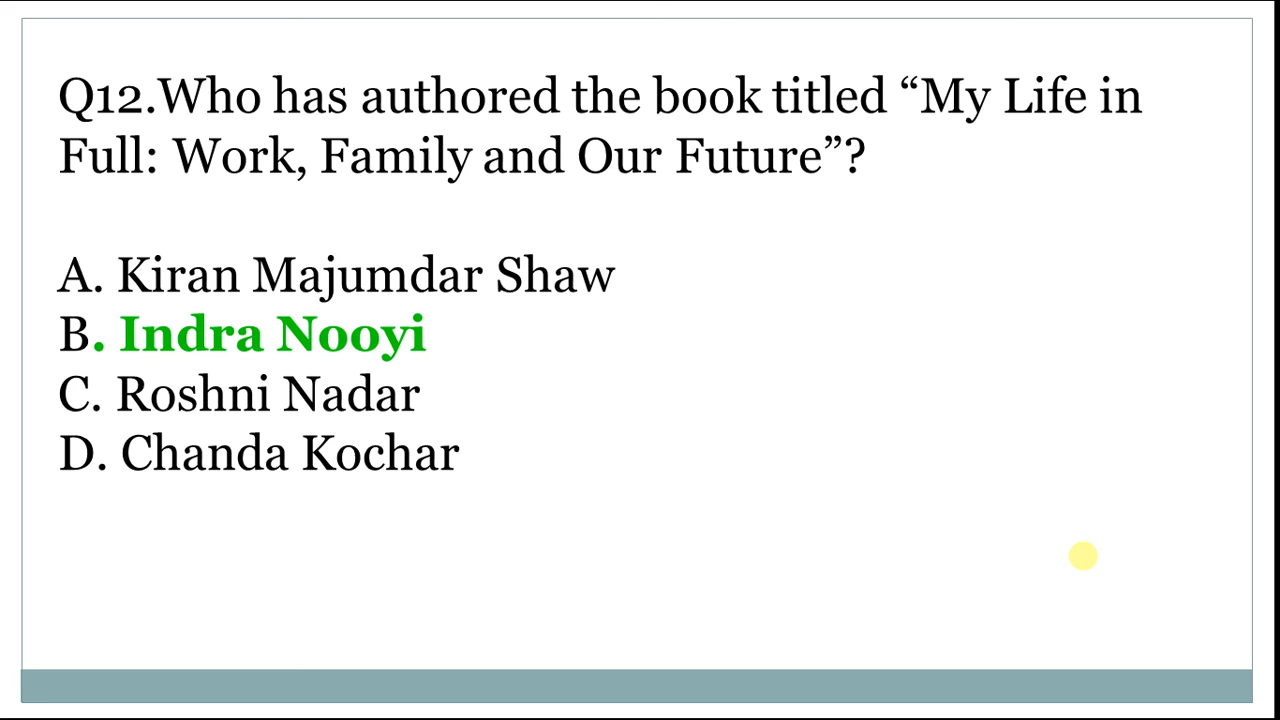 Q12.Who has authored the book titled “My Life in
Full: Work, Family and Our Future”?
A. Kiran Majumdar Shaw
B. Indra Nooyi
C. Roshni Nadar
D. Chanda Kochar